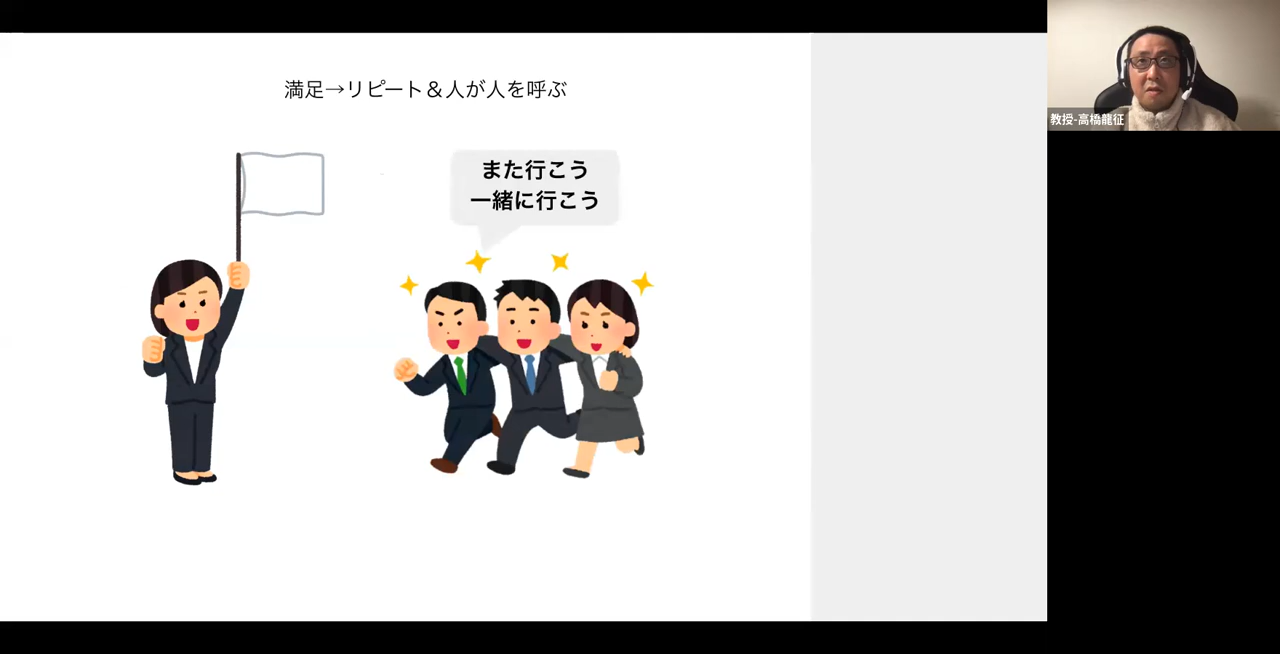 満足→リピート＆人が人を呼ぶ
また行こう
一緒に行こう
教授-高橋龍征